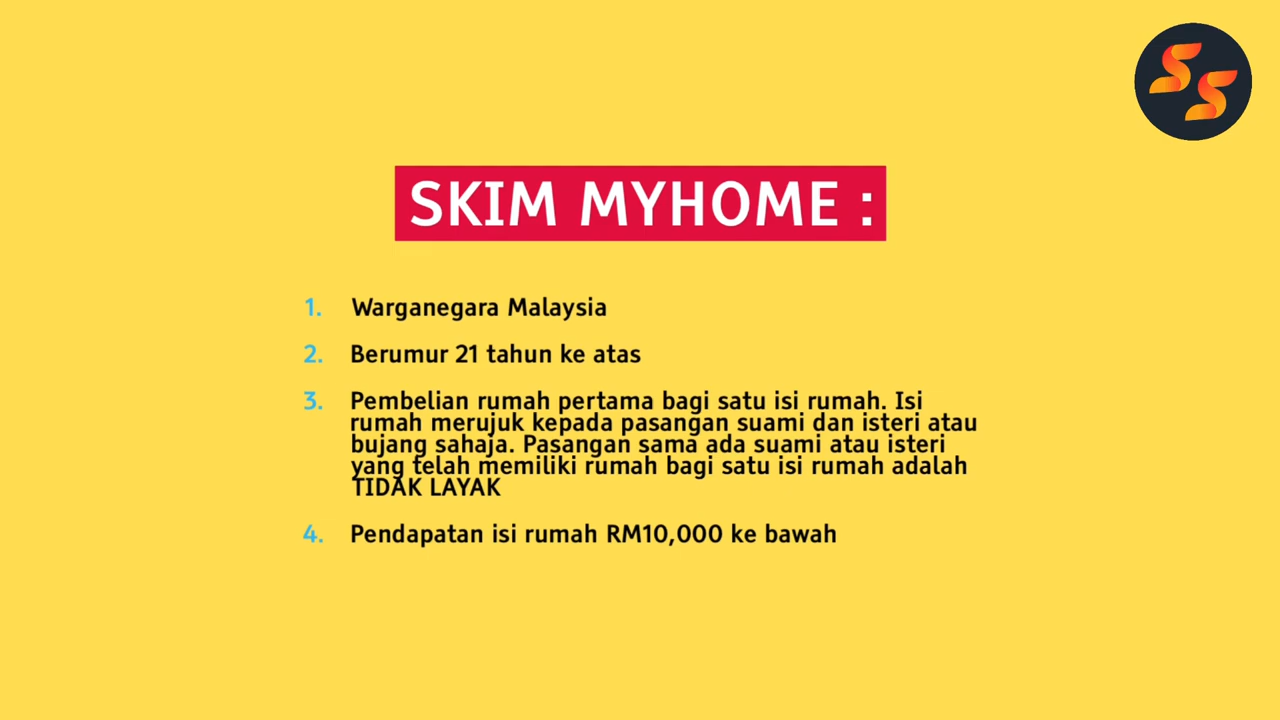 SS
SKIM MYHOME :
1. Warganegara Malaysia
2. Berumur 21 tahun ke atas
3. Pembelian rumah pertama bagi satu isi rumah. Isi
rumah merujuk kepada pasangan suami dan isteri atau
bujang sahaja. Pasangan sama ada suami atau isteri
yang telah memiliki rumah bagi satu isi rumah adalah
TIDAK LAYAK
4. Pendapatan isi rumah RM10,000 ke bawah